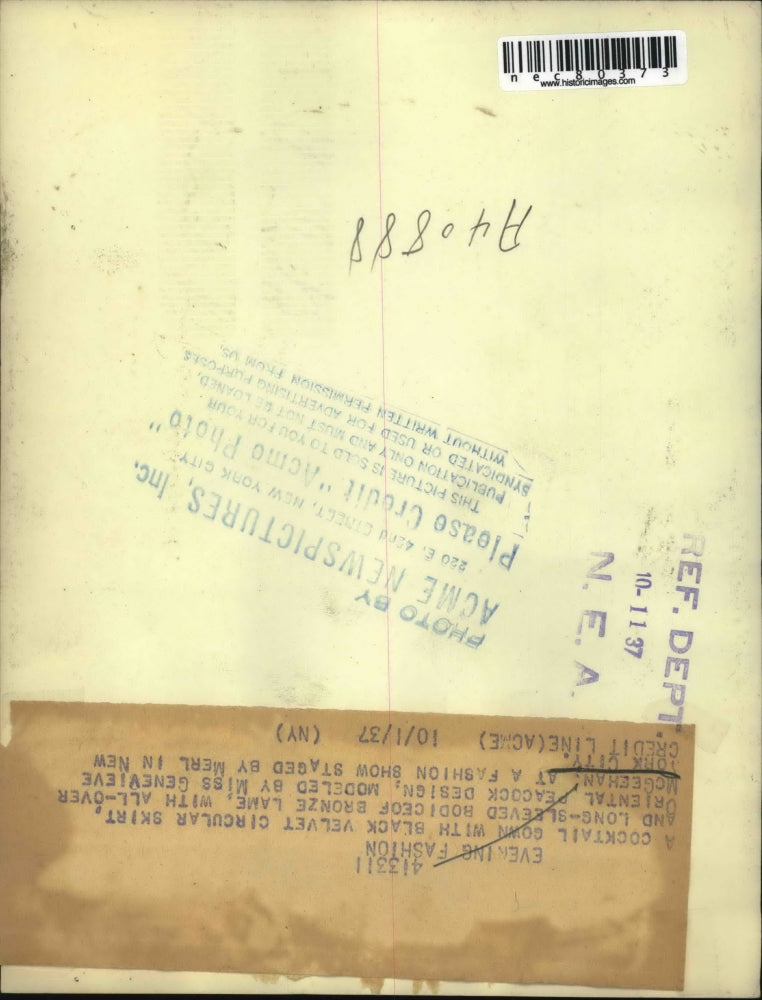 nec80373
www.historicimages.com
A40888
PHOTO BY
ACME NEWSPICTURES, Inc.
220 E. 42ND STREET, NEW YORK CITY
Please Credit "Acme Photo"
THIS PICTURE IS SOLD TO YOU FOR YOUR
PUBLICATION ONLY AND MUST NOT BE LOANED,
SYNDICATED OR USED FOR ADVERTISING PURPOSES
WITHOUT WRITTEN PERMISSION FROM US.
REF. DEPT.
10-11 37
N. E. A.
413311
EVENING FASHION
A COCKTAIL GOWN WITH BLACK VELVET CIRCULAR SKIRT,
AND LONG-SLEEVED BODICEOF BRONZE LAME, WITH ALL-OVER
ORIENTAL PEACOCK DESIGN, MODELED BY MISS GENEVIEVE
MCGEEHAN, AT A FASHION SHOW STAGED BY MERL IN NEW
YORK CITY.
CREDIT LINE(ACME) 10/1/37 (NY)